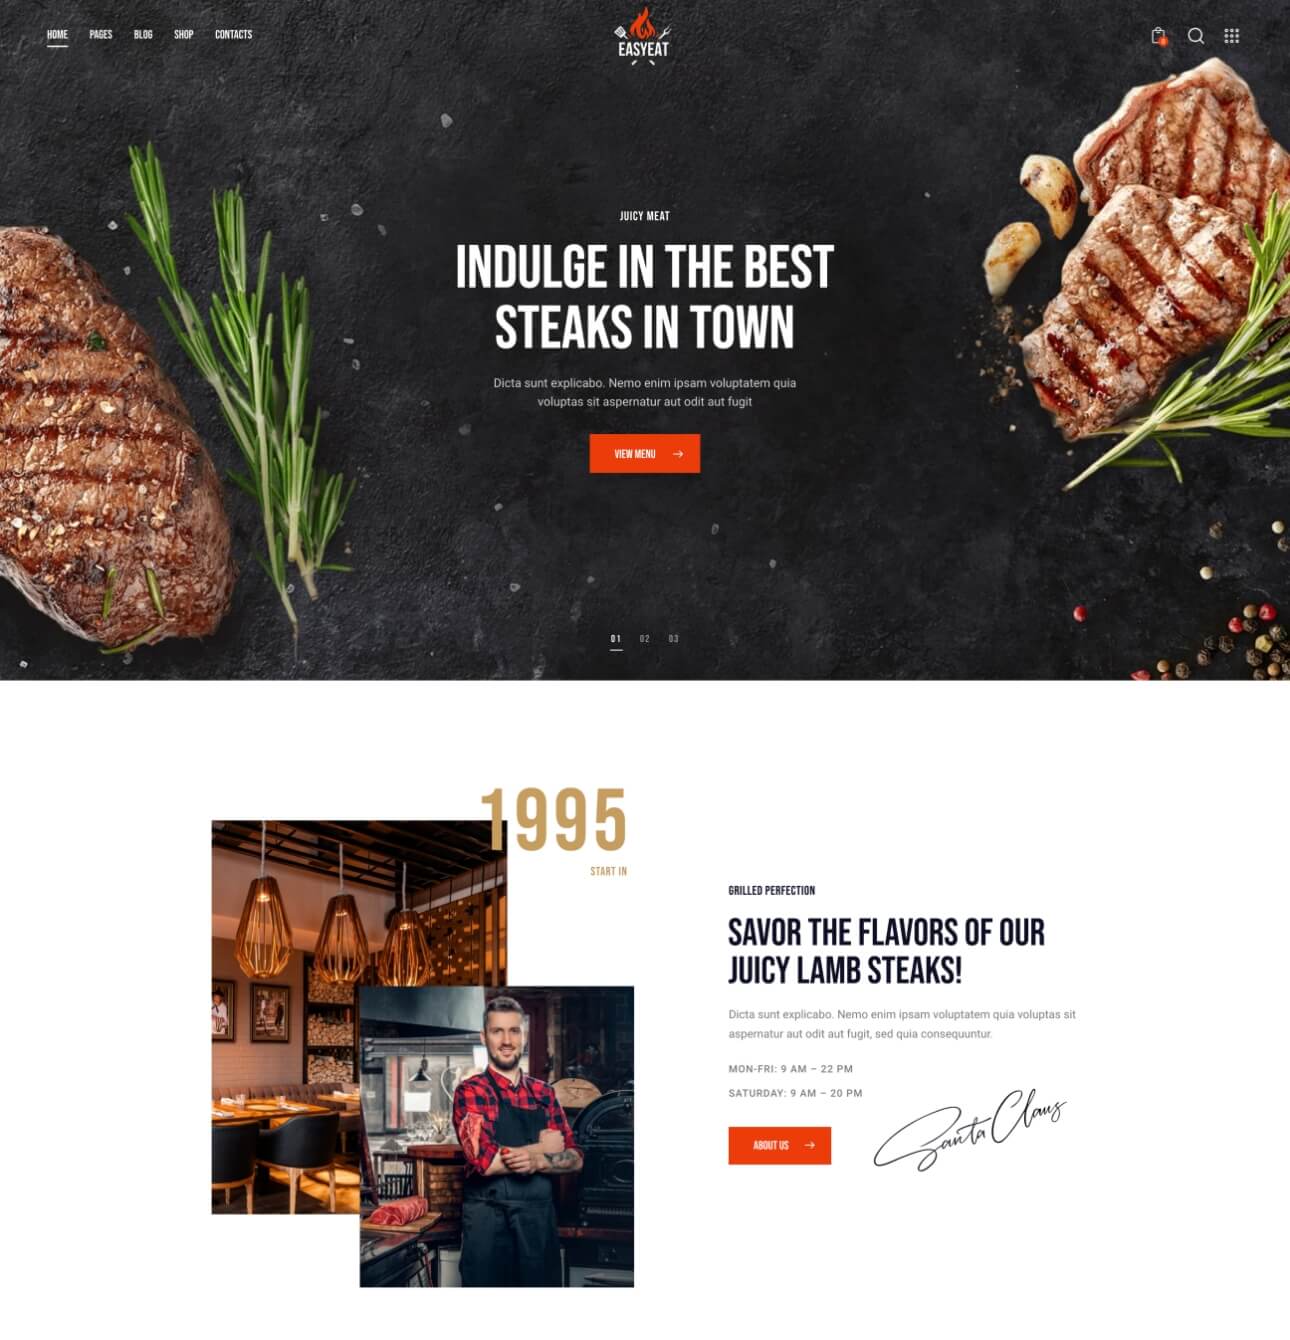 HOME PAGES BLOG SHOP CONTACTS
EASYEAT
0
JUICY MEAT
INDULGE IN THE BEST
STEAKS IN TOWN
Dicta sunt explicabo. Nemo enim ipsam voluptatem quia
voluptas sit aspernatur aut odit aut fugit
VIEW MENU
01 02 03
1995
START IN
GRILLED PERFECTION
SAVOR THE FLAVORS OF OUR
JUICY LAMB STEAKS!
Dicta sunt explicabo. Nemo enim ipsam voluptatem quia voluptas sit
aspernatur aut odit aut fugit, sed quia consequuntur.
MON-FRI: 9 AM – 22 PM
SATURDAY: 9 AM – 20 PM
ABOUT US
Santa Claus